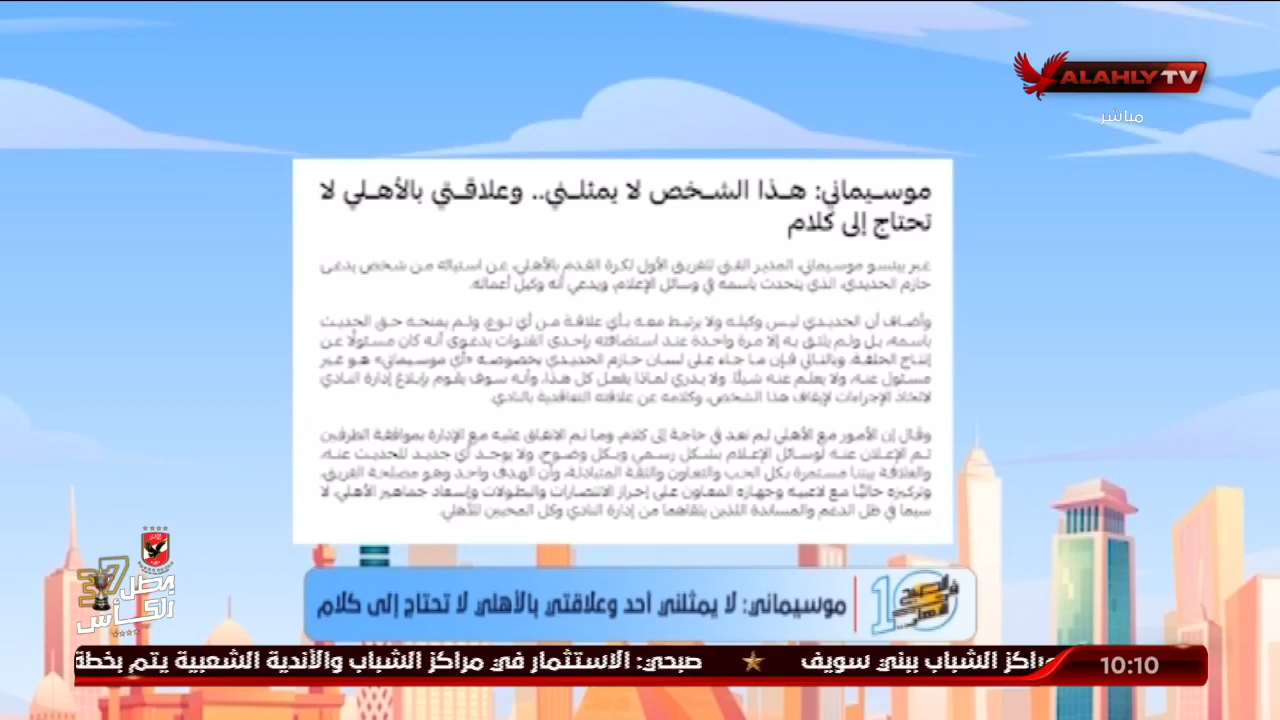 ALAHLY TV
مباشر
موسيماني: هذا الشخص لا يمثلني.. وعلاقتي بالأهلي لا
تحتاج إلى كلام
عبر بيتسو موسيماني، المدير الفني للفريق الأول لكرة القدم بالأهلي، عن استيائه من شخص يدعى
حازم الحديدي، الذي يتحدث باسمه في وسائل الإعلام، ويدعي أنه وكيل أعماله.
وأضاف أن الحديدي ليس وكيله ولا يرتبط معه بأي علاقة من أي نوع، ولم يمنحه حق الحديث
باسمه، بل ولم يلتق به إلا مرة واحدة عند استضافته بإحدى القنوات بدعوى أنه كان مسئولًا عن
إنتاج الحلقة، وبالتالي فإن ما جاء على لسان حازم الحديدي بخصوصه «أي موسيماني» هو غير
مسئول عنه، ولا يعلم عنه شيئًا. ولا يدري لماذا يفعل كل هذا، وأنه سوف يقوم بإبلاغ إدارة النادي
لاتخاذ الإجراءات لإيقاف هذا الشخص، وكلامه عن علاقته التعاقدية بالنادي.
وقال إن الأمور مع الأهلي لم تعد في حاجة إلى كلام، وما تم الاتفاق عليه مع الإدارة بموافقة الطرفين
تم الإعلان عنه لوسائل الإعلام بشكل رسمي وبكل وضوح، ولا يوجد أي جديد للحديث عنه،
والعلاقة بيننا مستمرة بكل الحب والتعاون والثقة المتبادلة، وأن الهدف واحد وهو مصلحة الفريق،
وتركيزه حاليًا مع لاعبيه وجهازه المعاون على إحراز الانتصارات والبطولات وإسعاد جماهير الأهلي، لا
سيما في ظل الدعم والمساندة اللذين يتلقاهما من إدارة النادي وكل المحبين للأهلي.
37
بطل
الكأس
10
الصبح
موسيماني: لا يمثلني أحد وعلاقتي بالأهلي لا تحتاج إلى كلام
مراكز الشباب ببني سويف ★ صبحي: الاستثمار في مراكز الشباب والأندية الشعبية يتم بخطة
10:10